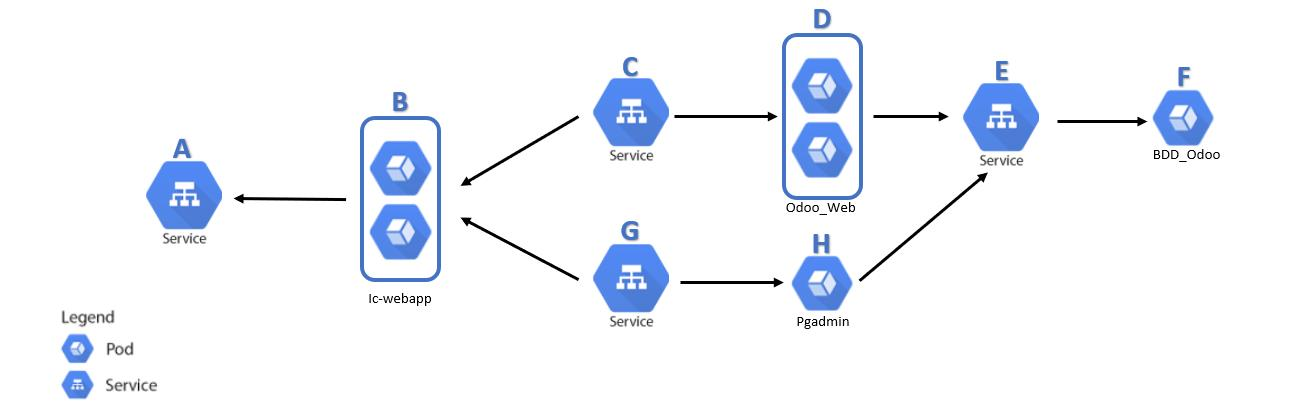 D
C
E
F
B
A
Service
Service
BDD_Odoo
Odoo_Web
G
H
Service
Ic-webapp
Service
Pgadmin
Legend
Pod
Service